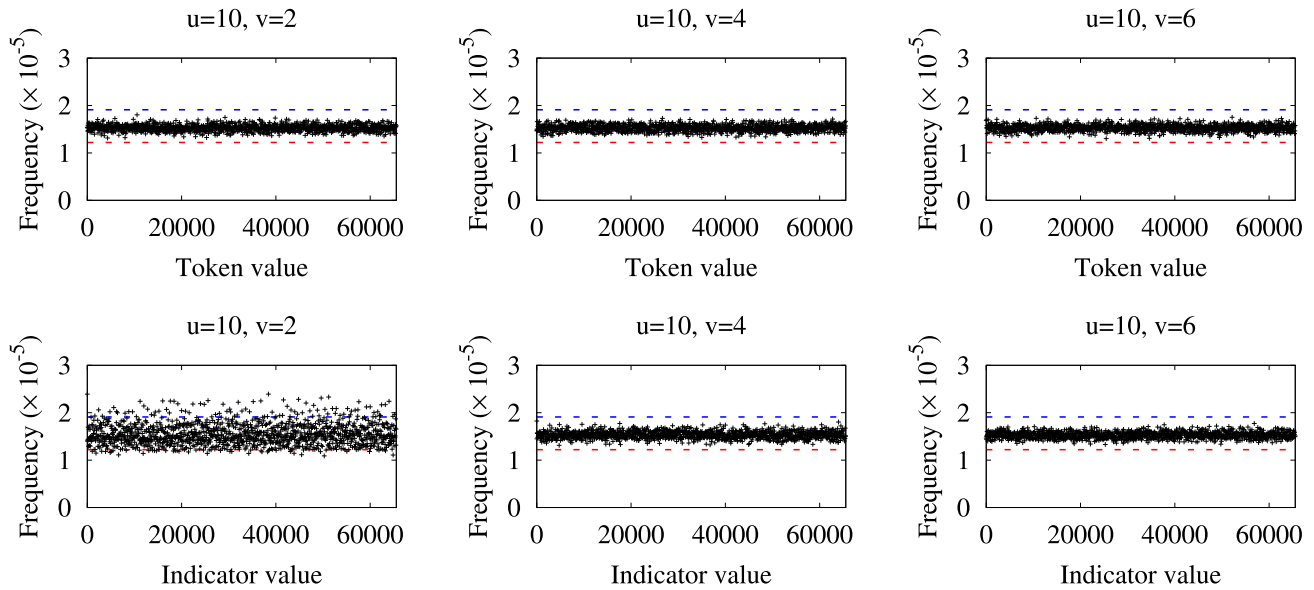 u=10, v=2
Frequency (× 10^-5)
3
2
1
0
0 20000 40000 60000
Token value
u=10, v=4
Frequency (× 10^-5)
3
2
1
0
0 20000 40000 60000
Token value
u=10, v=6
Frequency (× 10^-5)
3
2
1
0
0 20000 40000 60000
Token value
u=10, v=2
Frequency (× 10^-5)
3
2
1
0
0 20000 40000 60000
Indicator value
u=10, v=4
Frequency (× 10^-5)
3
2
1
0
0 20000 40000 60000
Indicator value
u=10, v=6
Frequency (× 10^-5)
3
2
1
0
0 20000 40000 60000
Indicator value